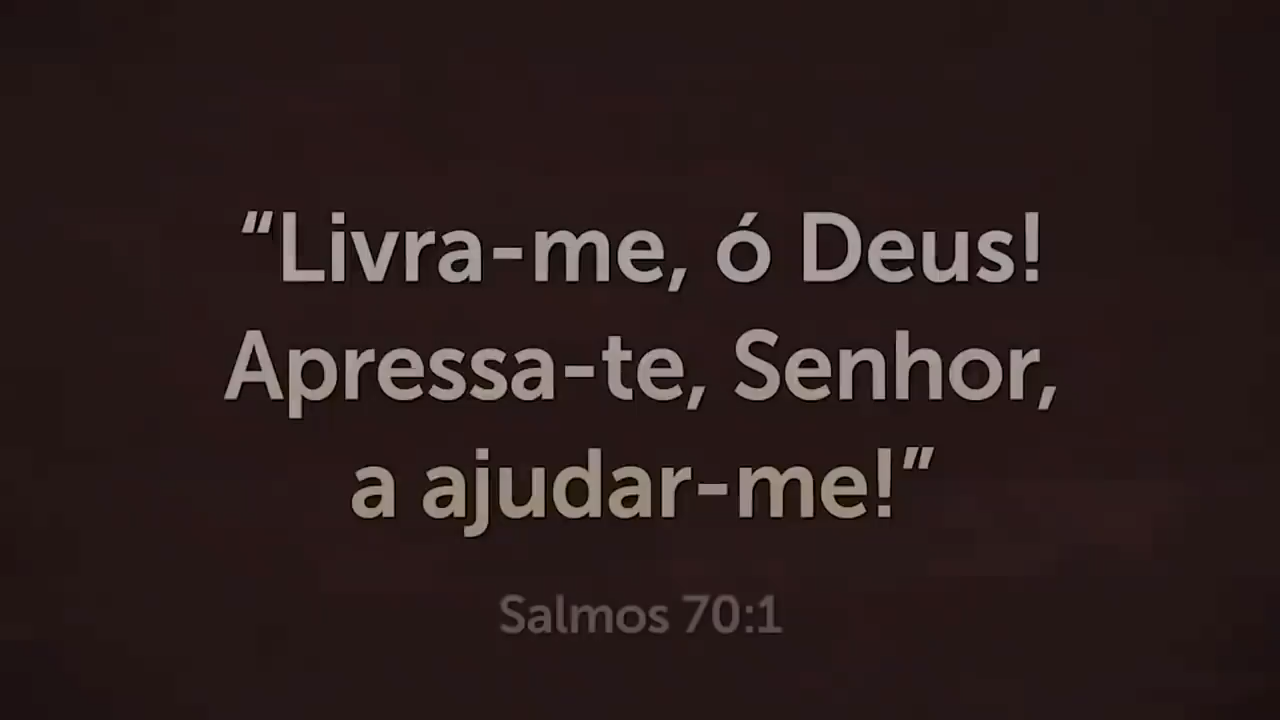 “Livra-me, ó Deus!
Apressa-te, Senhor,
a ajudar-me!”
Salmos 70:1